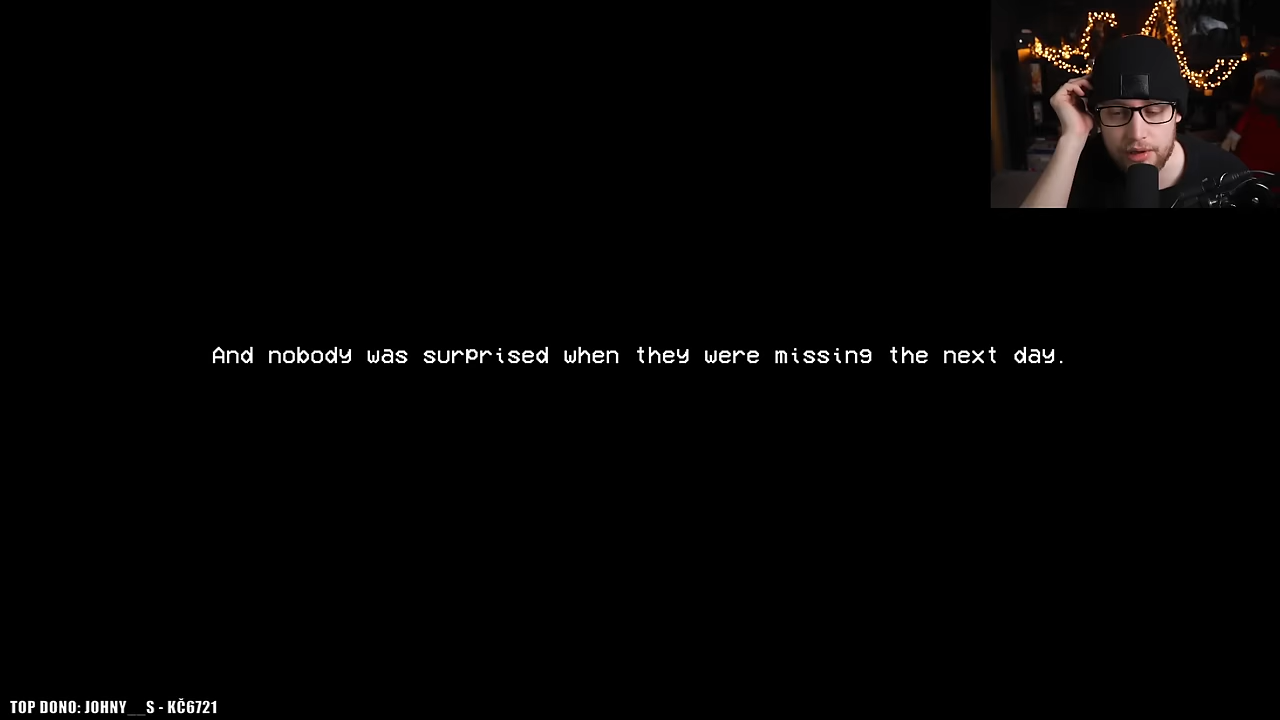 And nobody was surprised when they were missing the next day.
TOP DONO: JOHNY__S - KČ6721